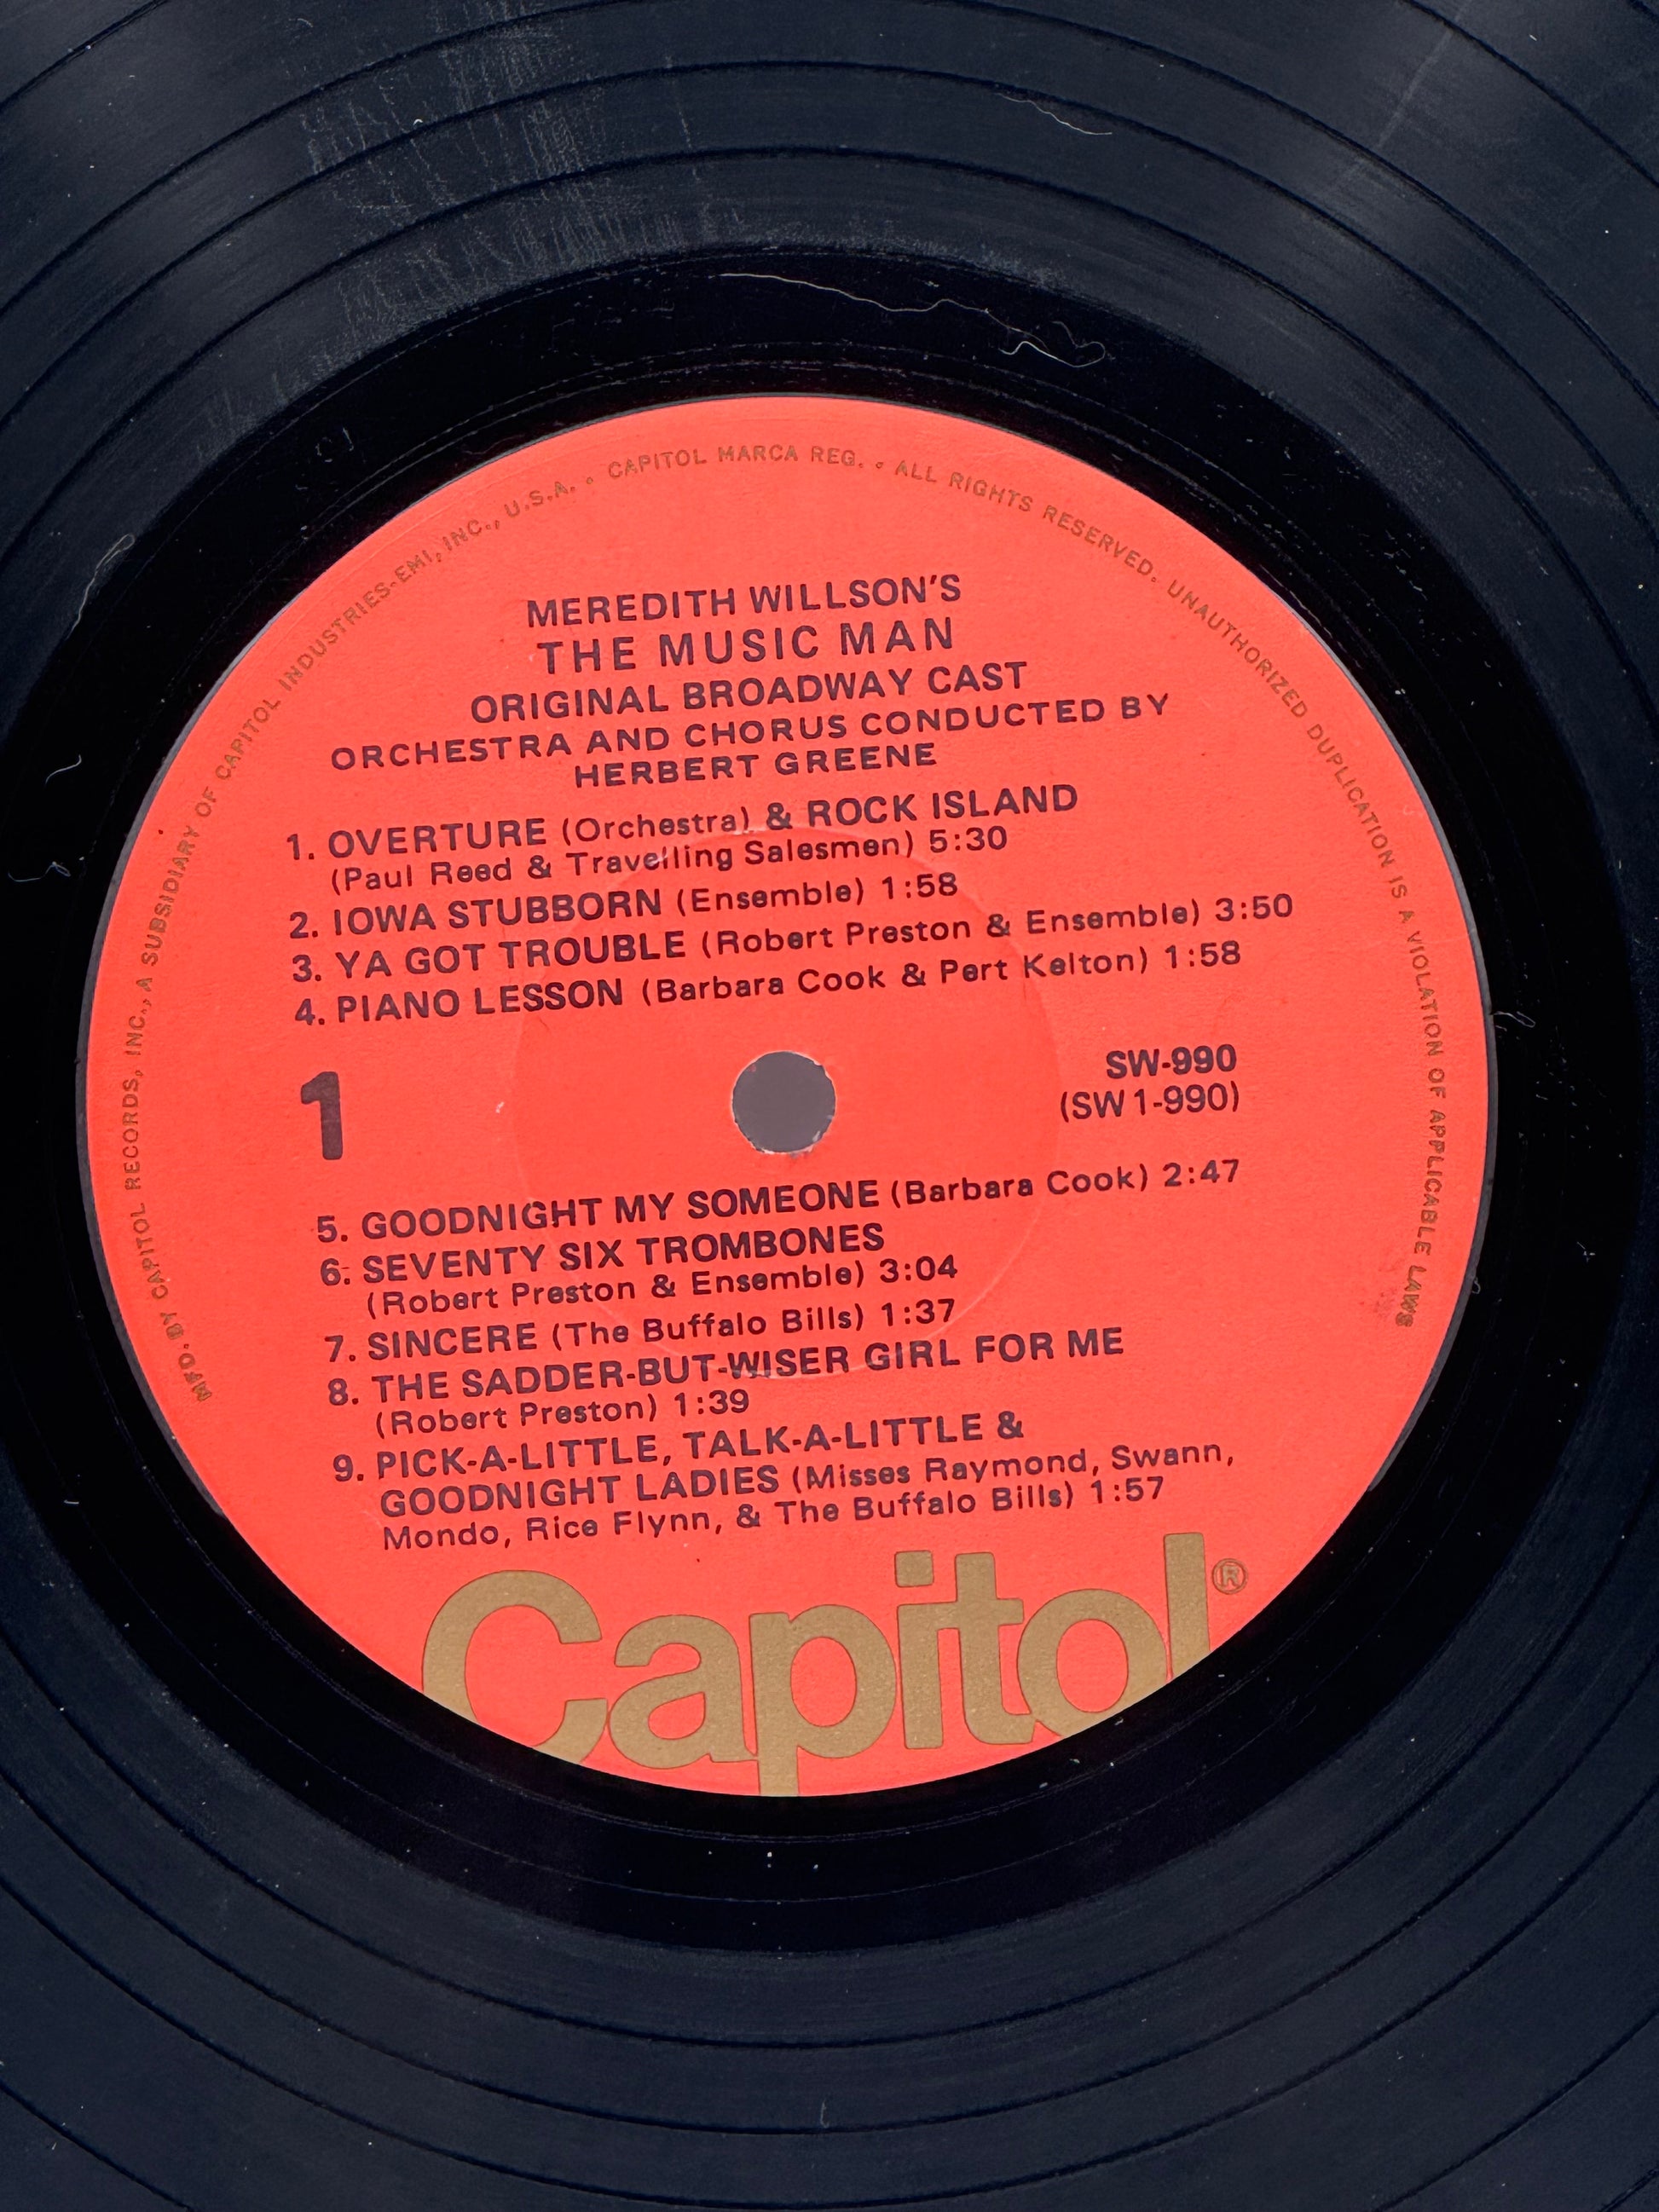 MFD. BY CAPITOL RECORDS, INC., A SUBSIDIARY OF CAPITOL INDUSTRIES-EMI, INC., U.S.A. • CAPITOL MARCA REG. • ALL RIGHTS RESERVED. UNAUTHORIZED DUPLICATION IS A VIOLATION OF APPLICABLE LAWS
MEREDITH WILLSON'S
THE MUSIC MAN
ORIGINAL BROADWAY CAST
ORCHESTRA AND CHORUS CONDUCTED BY
HERBERT GREENE
1. OVERTURE (Orchestra) & ROCK ISLAND
(Paul Reed & Travelling Salesmen) 5:30
2. IOWA STUBBORN (Ensemble) 1:58
3. YA GOT TROUBLE (Robert Preston & Ensemble) 3:50
4. PIANO LESSON (Barbara Cook & Pert Kelton) 1:58
1
SW-990
(SW1-990)
5. GOODNIGHT MY SOMEONE (Barbara Cook) 2:47
6. SEVENTY SIX TROMBONES
(Robert Preston & Ensemble) 3:04
7. SINCERE (The Buffalo Bills) 1:37
8. THE SADDER-BUT-WISER GIRL FOR ME
(Robert Preston) 1:39
9. PICK-A-LITTLE, TALK-A-LITTLE &
GOODNIGHT LADIES (Misses Raymond, Swann,
Mondo, Rice Flynn, & The Buffalo Bills) 1:57
Capitol®